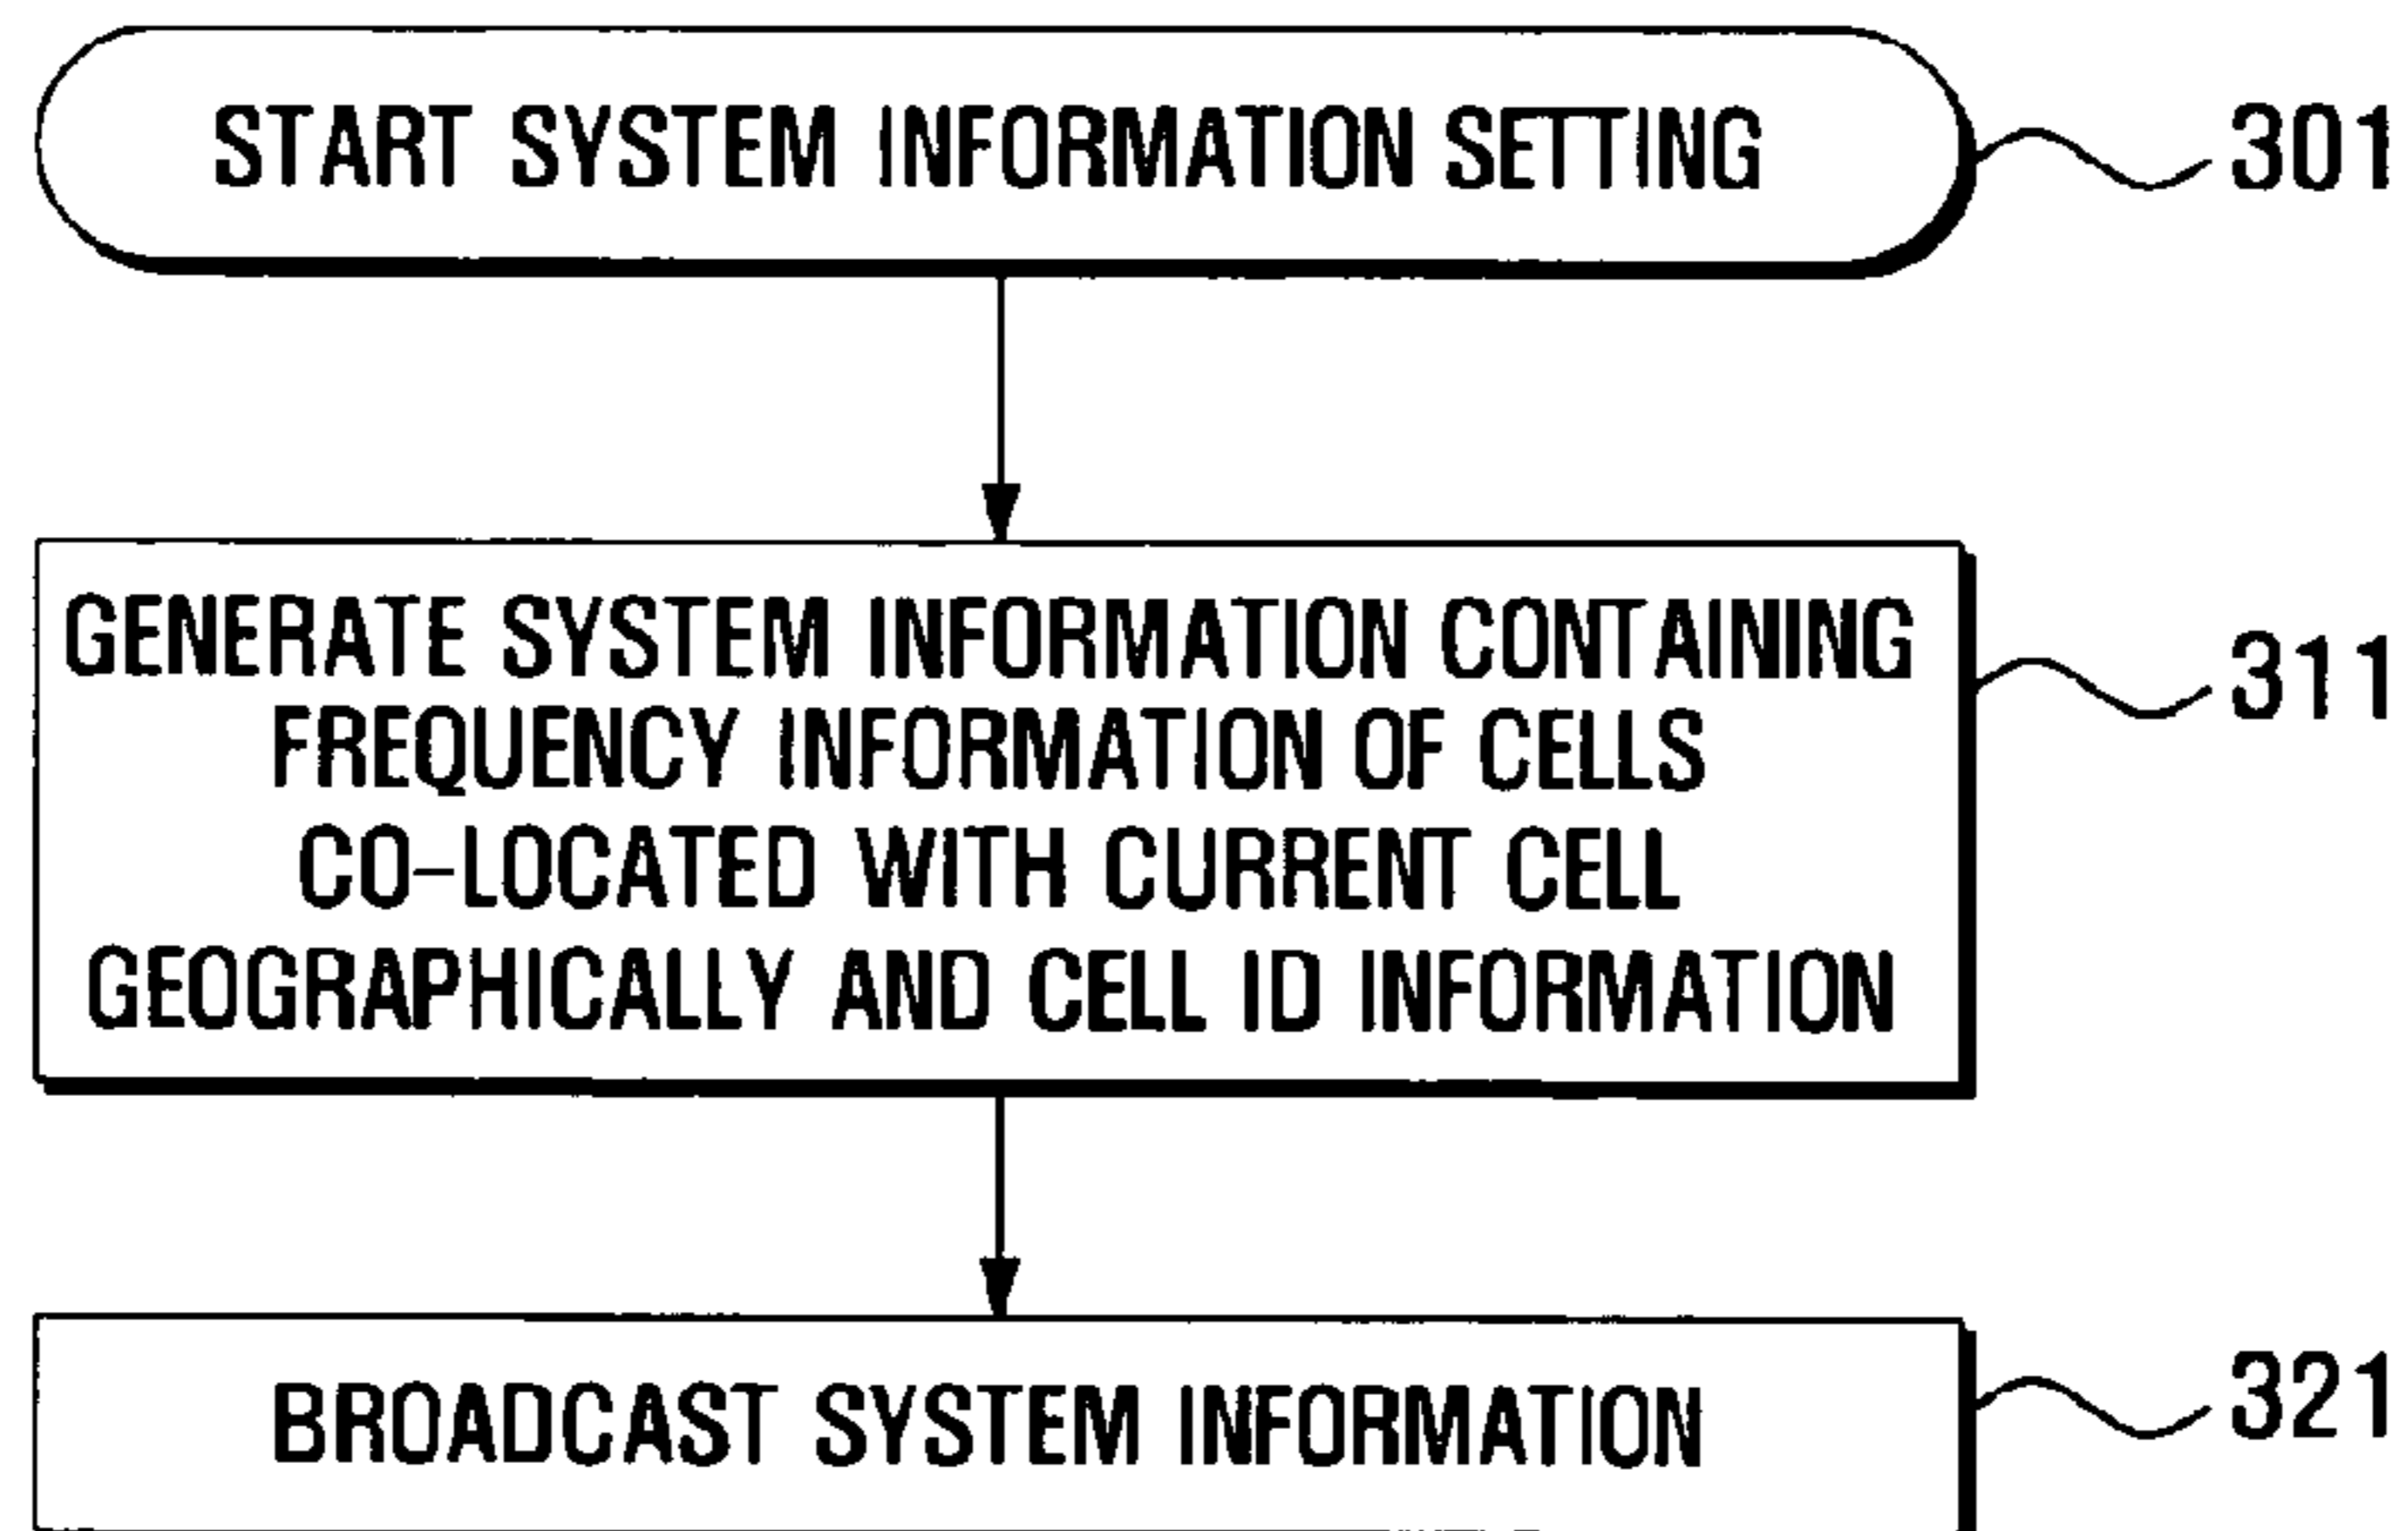 START SYSTEM INFORMATION SETTING
301
GENERATE SYSTEM INFORMATION CONTAINING
FREQUENCY INFORMATION OF CELLS
CO-LOCATED WITH CURRENT CELL
GEOGRAPHICALLY AND CELL ID INFORMATION
311
BROADCAST SYSTEM INFORMATION
321